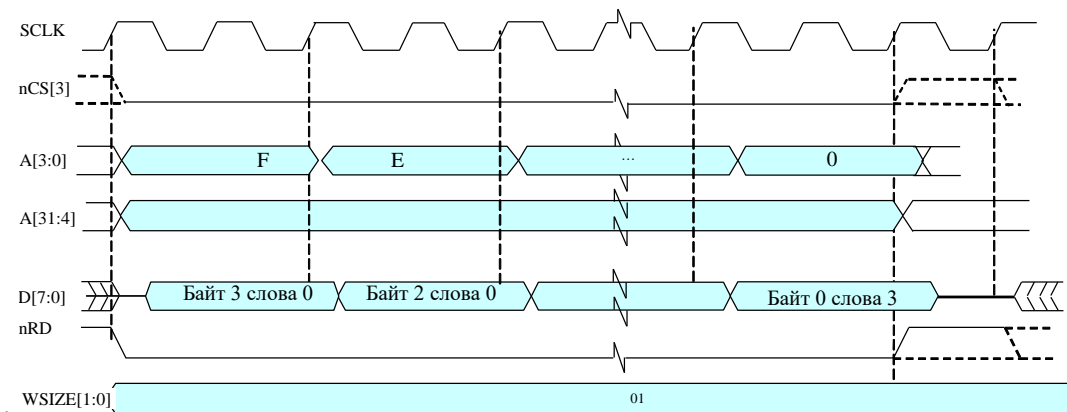 SCLK
nCS[3]
A[3:0] F E ... 0
A[31:4]
D[7:0] Байт 3 слова 0 Байт 2 слова 0 Байт 0 слова 3
nRD
WSIZE[1:0] 01